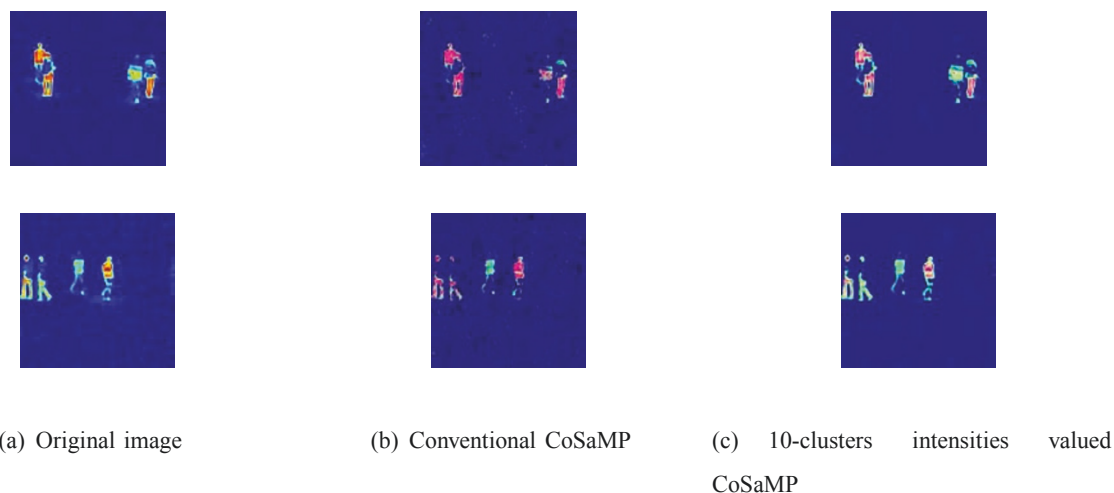 (a) Original image
(b) Conventional CoSaMP
(c) 10-clusters intensities valued
CoSaMP